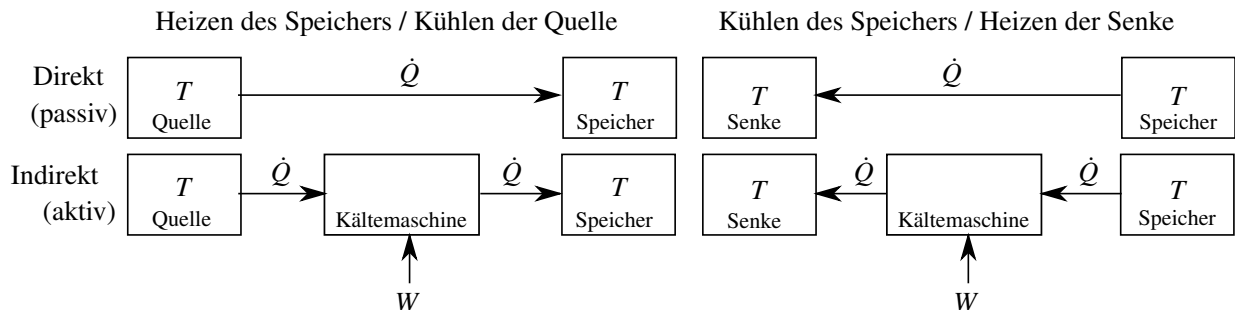 Heizen des Speichers / Kühlen der Quelle
Kühlen des Speichers / Heizen der Senke
Direkt
(passiv)
T
Quelle
Q̇
T
Speicher
T
Senke
Q̇
T
Speicher
Indirekt
(aktiv)
T
Quelle
Q̇
Kältemaschine
Q̇
T
Speicher
T
Senke
Q̇
Kältemaschine
Q̇
T
Speicher
W
W